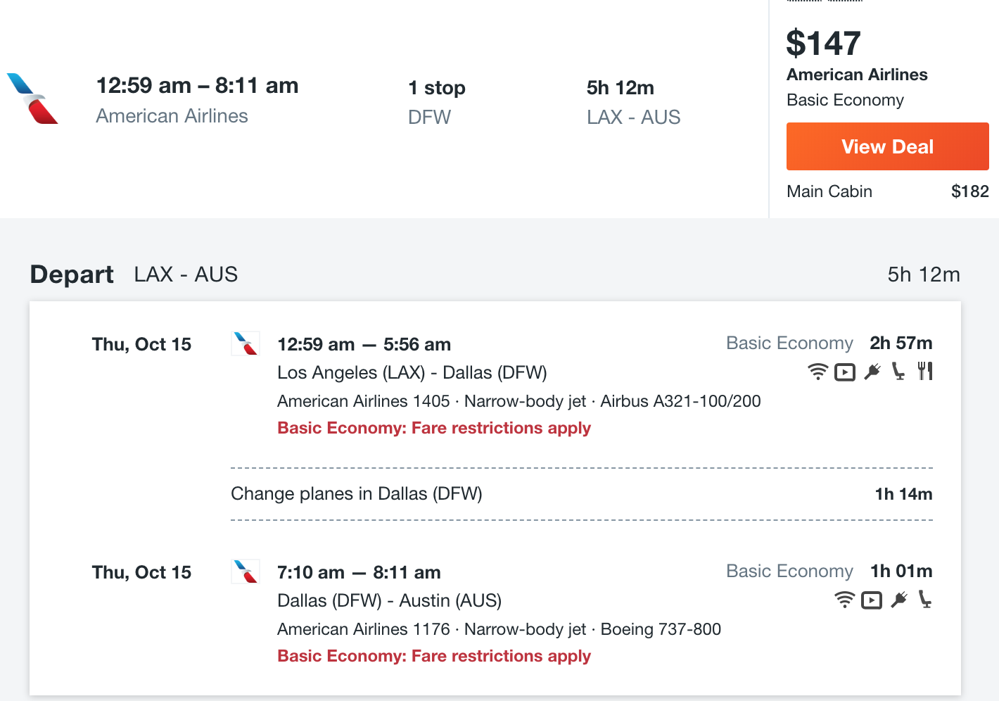 $147
American Airlines
Basic Economy
View Deal
Main Cabin $182
12:59 am – 8:11 am
American Airlines
1 stop
DFW
5h 12m
LAX - AUS
Depart LAX - AUS 5h 12m
Thu, Oct 15 12:59 am — 5:56 am Basic Economy 2h 57m
Los Angeles (LAX) - Dallas (DFW)
American Airlines 1405 · Narrow-body jet · Airbus A321-100/200
Basic Economy: Fare restrictions apply
Change planes in Dallas (DFW) 1h 14m
Thu, Oct 15 7:10 am — 8:11 am Basic Economy 1h 01m
Dallas (DFW) - Austin (AUS)
American Airlines 1176 · Narrow-body jet · Boeing 737-800
Basic Economy: Fare restrictions apply